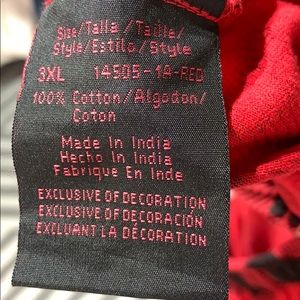 Size/Talla/Taille/
Style/Estilo/Style
3XL 14505-1A-RED
100% Cotton/Algodon/
Coton
Made In India
Hecho In India
Fabrique En Inde
EXCLUSIVE OF DECORATION
EXCLUSIVE OF DECORACIÓN
EXCLUANT LA DÉCORATION